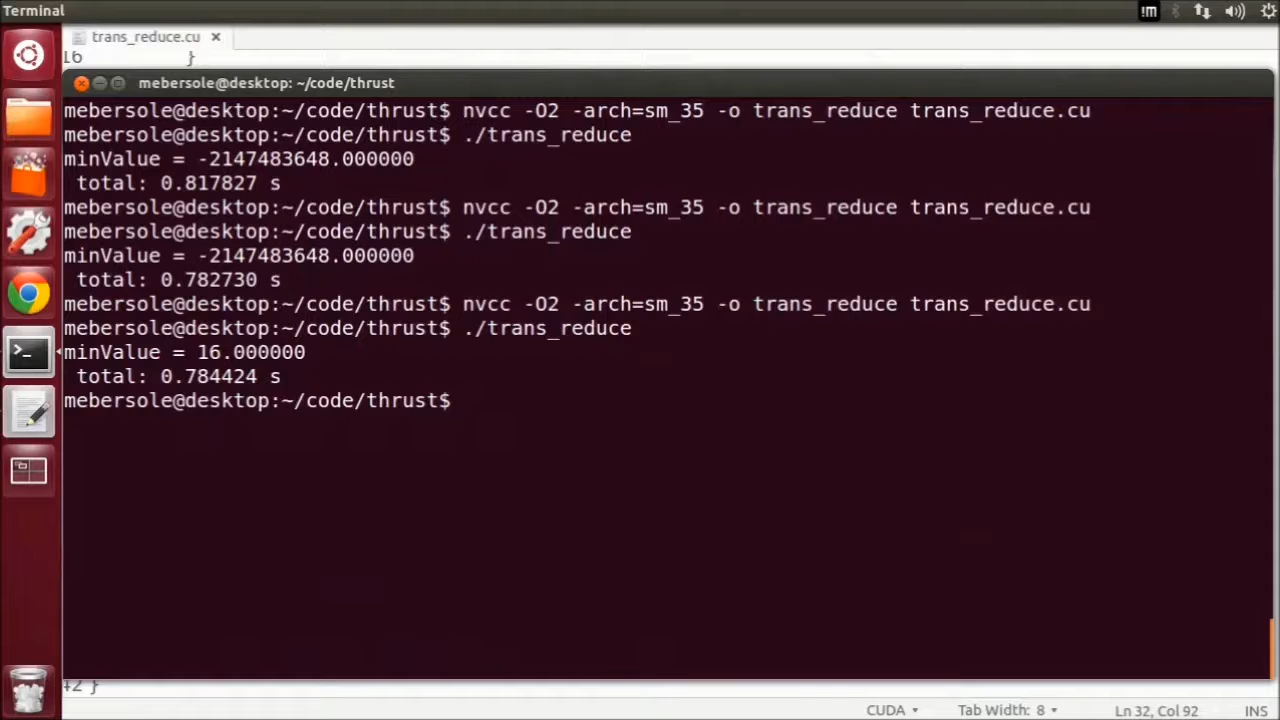 Terminal
trans_reduce.cu
16 }
mebersole@desktop: ~/code/thrust
mebersole@desktop:~/code/thrust$ nvcc -O2 -arch=sm_35 -o trans_reduce trans_reduce.cu
mebersole@desktop:~/code/thrust$ ./trans_reduce
minValue = -2147483648.000000
total: 0.817827 s
mebersole@desktop:~/code/thrust$ nvcc -O2 -arch=sm_35 -o trans_reduce trans_reduce.cu
mebersole@desktop:~/code/thrust$ ./trans_reduce
minValue = -2147483648.000000
total: 0.782730 s
mebersole@desktop:~/code/thrust$ nvcc -O2 -arch=sm_35 -o trans_reduce trans_reduce.cu
mebersole@desktop:~/code/thrust$ ./trans_reduce
minValue = 16.000000
total: 0.784424 s
mebersole@desktop:~/code/thrust$
42 }
CUDA Tab Width: 8 Ln 32, Col 92 INS